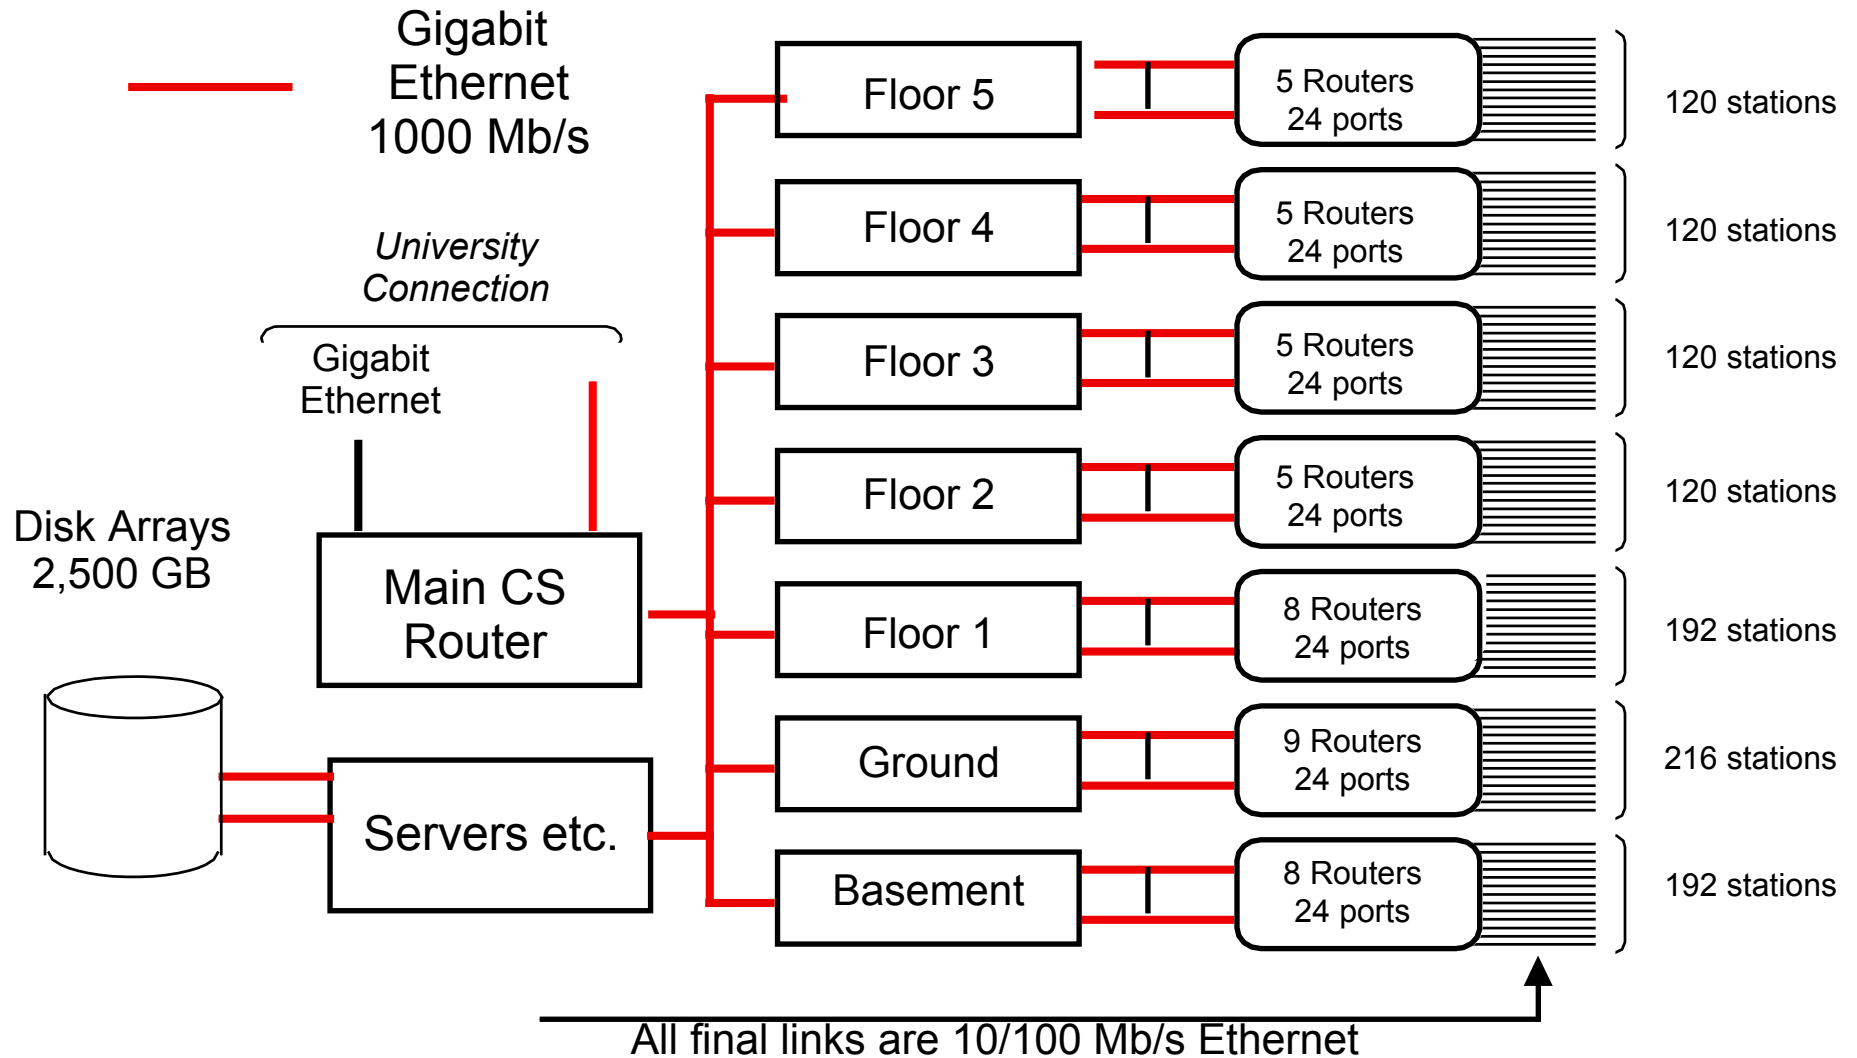 Gigabit
Ethernet
1000 Mb/s
University
Connection
Gigabit
Ethernet
Disk Arrays
2,500 GB
Main CS
Router
Servers etc.
Floor 5
5 Routers
24 ports
120 stations
Floor 4
5 Routers
24 ports
120 stations
Floor 3
5 Routers
24 ports
120 stations
Floor 2
5 Routers
24 ports
120 stations
Floor 1
8 Routers
24 ports
192 stations
Ground
9 Routers
24 ports
216 stations
Basement
8 Routers
24 ports
192 stations
All final links are 10/100 Mb/s Ethernet